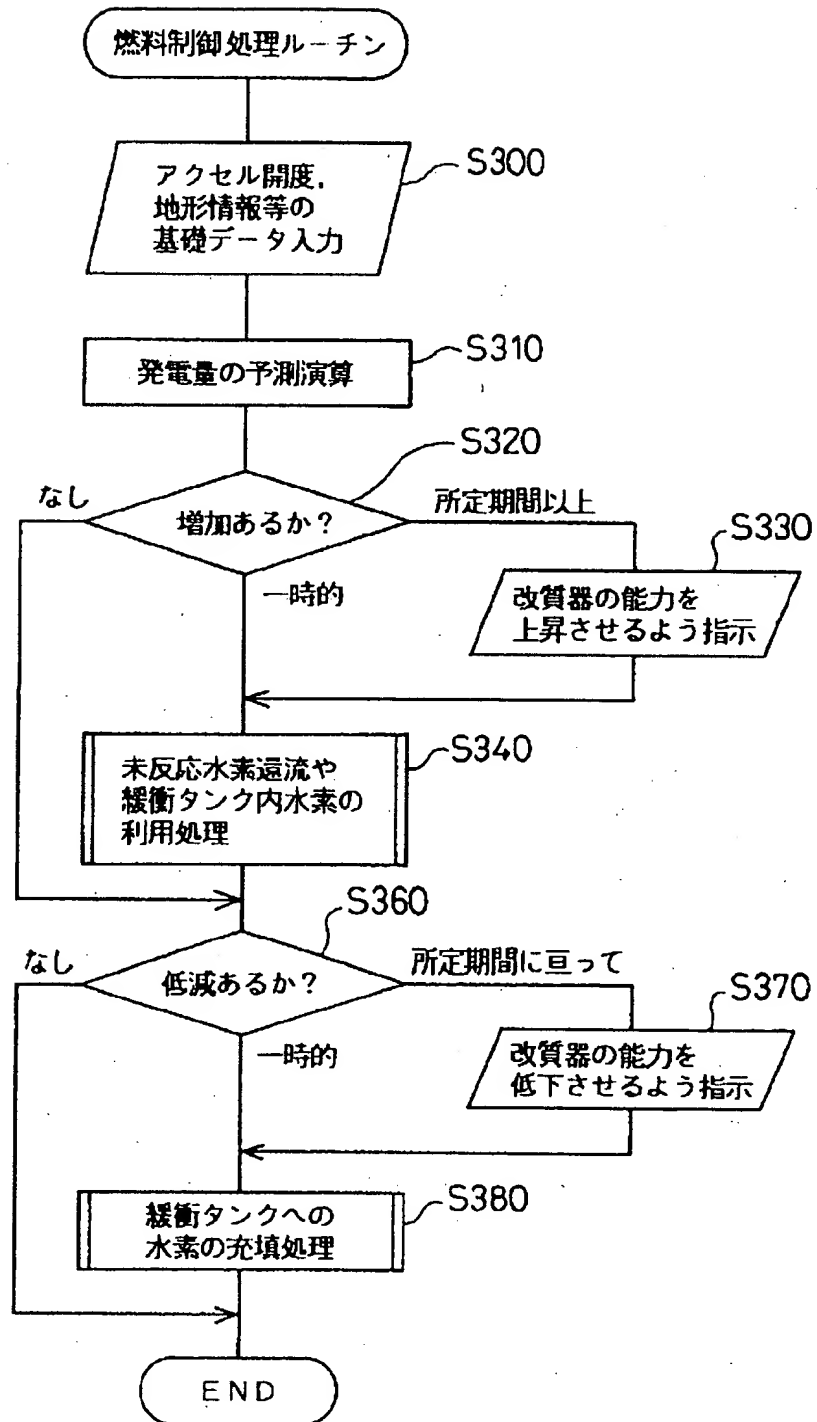 燃料制御処理ルーチン
S300
アクセル開度,
地形情報等の
基礎データ入力
S310
発電量の予測演算
S320
なし
増加あるか？
所定期間以上
S330
一時的
改質器の能力を
上昇させるよう指示
S340
未反応水素還流や
緩衝タンク内水素の
利用処理
S360
なし
低減あるか？
所定期間に亘って
S370
一時的
改質器の能力を
低下させるよう指示
S380
緩衝タンクへの
水素の充填処理
END